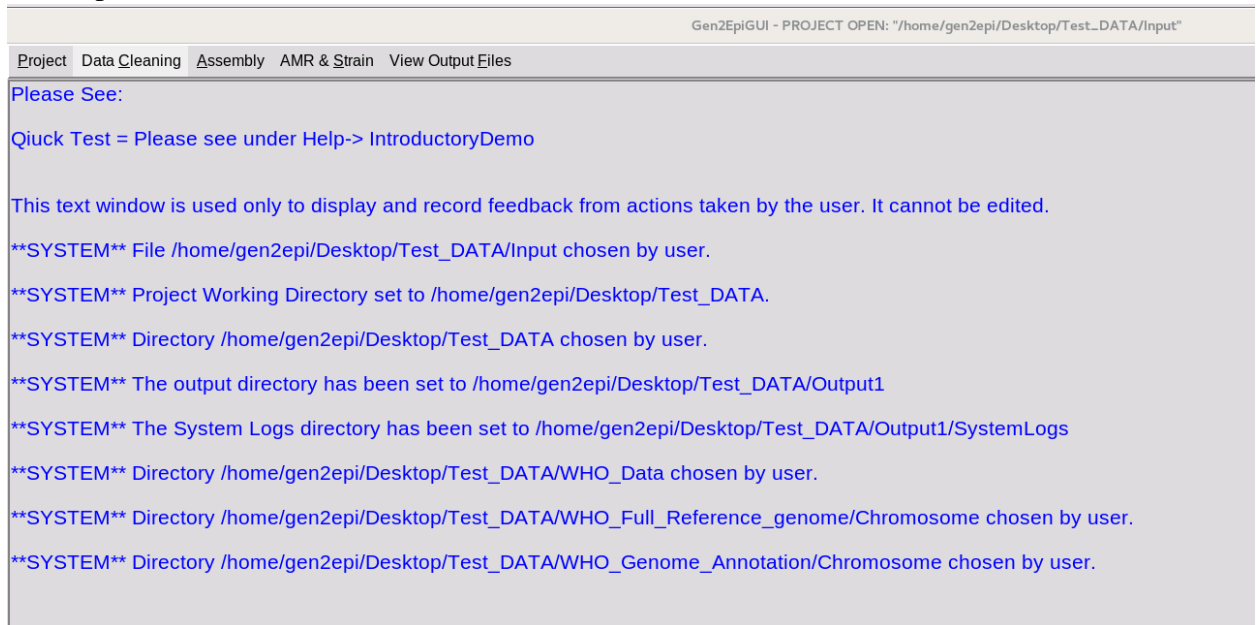 Gen2EpiGUI - PROJECT OPEN: "/home/gen2epi/Desktop/Test_DATA/Input"
Project Data Cleaning Assembly AMR & Strain View Output Files
Please See:
Qiuck Test = Please see under Help-> IntroductoryDemo
This text window is used only to display and record feedback from actions taken by the user. It cannot be edited.
**SYSTEM** File /home/gen2epi/Desktop/Test_DATA/Input chosen by user.
**SYSTEM** Project Working Directory set to /home/gen2epi/Desktop/Test_DATA.
**SYSTEM** Directory /home/gen2epi/Desktop/Test_DATA chosen by user.
**SYSTEM** The output directory has been set to /home/gen2epi/Desktop/Test_DATA/Output1
**SYSTEM** The System Logs directory has been set to /home/gen2epi/Desktop/Test_DATA/Output1/SystemLogs
**SYSTEM** Directory /home/gen2epi/Desktop/Test_DATA/WHO_Data chosen by user.
**SYSTEM** Directory /home/gen2epi/Desktop/Test_DATA/WHO_Full_Reference_genome/Chromosome chosen by user.
**SYSTEM** Directory /home/gen2epi/Desktop/Test_DATA/WHO_Genome_Annotation/Chromosome chosen by user.